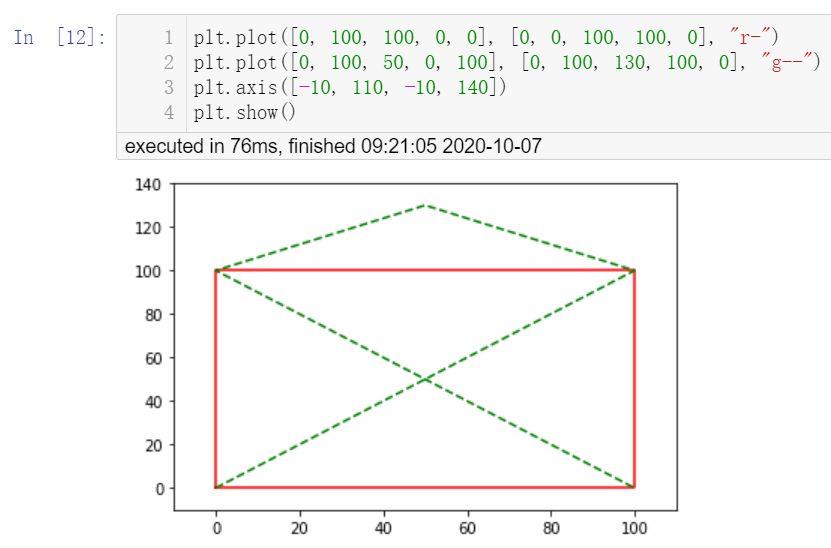 In [12]:
1 plt.plot([0, 100, 100, 0, 0], [0, 0, 100, 100, 0], "r-")
2 plt.plot([0, 100, 50, 0, 100], [0, 100, 130, 100, 0], "g--")
3 plt.axis([-10, 110, -10, 140])
4 plt.show()
executed in 76ms, finished 09:21:05 2020-10-07
140
120
100
80
60
40
20
0
0 20 40 60 80 100